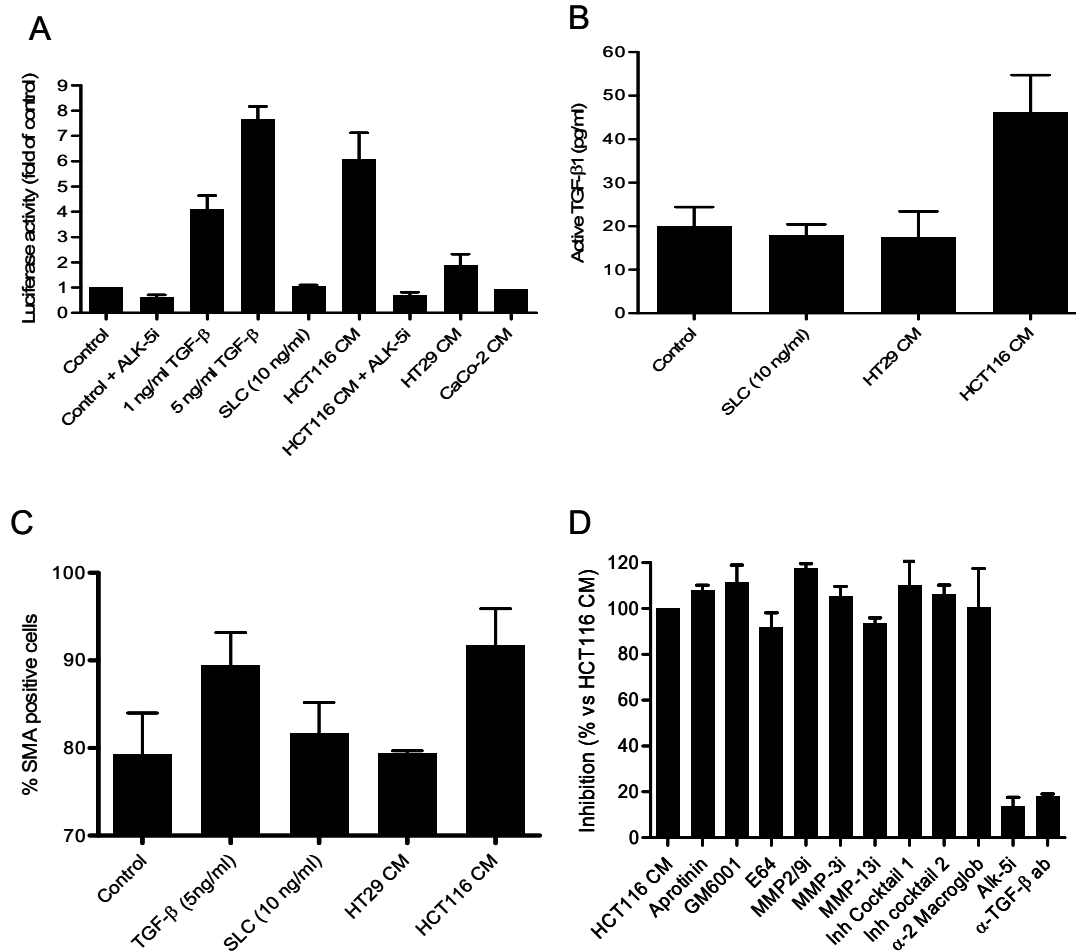 A
Luciferase activity (fold of control)
9
8
7
6
5
4
3
2
1
0
Control
Control + ALK-5i
1 ng/ml TGF-β
5 ng/ml TGF-β
SLC (10 ng/ml)
HCT116 CM
HCT116 CM + ALK-5i
HT29 CM
CaCo-2 CM
B
Active TGF-β1 (pg/ml)
60
50
40
30
20
10
0
Control
SLC (10 ng/ml)
HT29 CM
HCT116 CM
C
% SMA positive cells
100
90
80
70
Control
TGF-β (5ng/ml)
SLC (10 ng/ml)
HT29 CM
HCT116 CM
D
Inhibition (% vs HCT116 CM)
120
100
80
60
40
20
0
HCT116 CM
Aprotinin
GM6001
E64
MMP2/9i
MMP-3i
MMP-13i
Inh Cocktail 1
Inh cocktail 2
α-2 Macroglob
Alk-5i
α-TGF-β ab